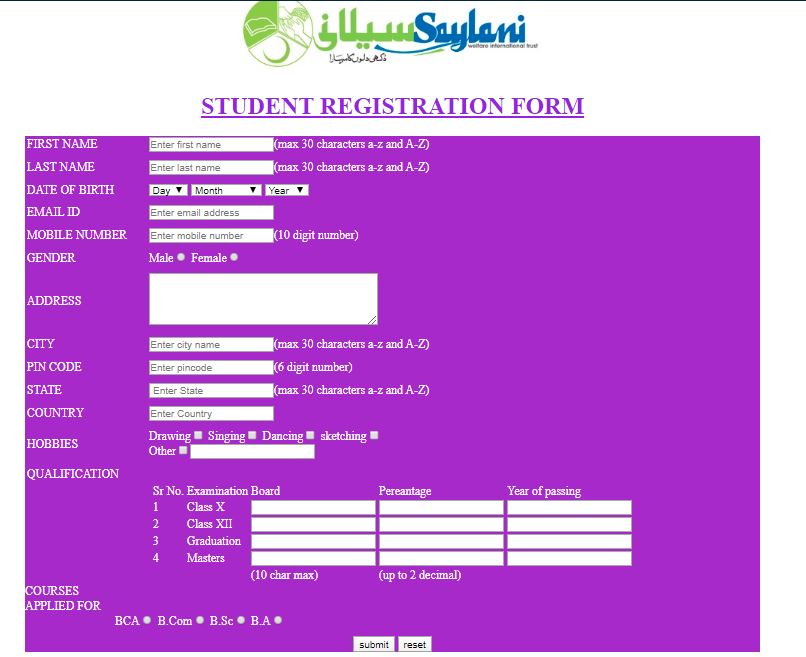 سیلانی Saylani
welfare international trust
STUDENT REGISTRATION FORM
FIRST NAME Enter first name (max 30 characters a-z and A-Z)
LAST NAME Enter last name (max 30 characters a-z and A-Z)
DATE OF BIRTH Day Month Year
EMAIL ID Enter email address
MOBILE NUMBER Enter mobile number (10 digit number)
GENDER Male Female
ADDRESS
CITY Enter city name (max 30 characters a-z and A-Z)
PIN CODE Enter pincode (6 digit number)
STATE Enter State (max 30 characters a-z and A-Z)
COUNTRY Enter Country
HOBBIES Drawing Singing Dancing sketching
Other
QUALIFICATION
Sr No. Examination Board Pereantage Year of passing
1 Class X
2 Class XII
3 Graduation
4 Masters
(10 char max) (up to 2 decimal)
COURSES
APPLIED FOR
BCA B.Com B.Sc B.A
submit reset